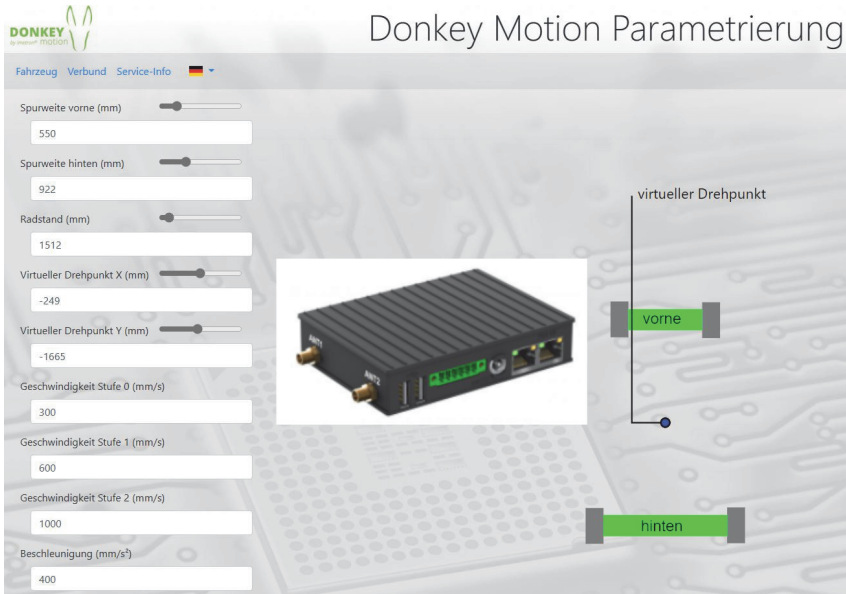 DONKEY
motion
Donkey Motion Parametrierung
Fahrzeug Verbund Service-Info
Spurweite vorne (mm)
550
Spurweite hinten (mm)
922
Radstand (mm)
1512
Virtueller Drehpunkt X (mm)
-249
Virtueller Drehpunkt Y (mm)
-1665
Geschwindigkeit Stufe 0 (mm/s)
300
Geschwindigkeit Stufe 1 (mm/s)
600
Geschwindigkeit Stufe 2 (mm/s)
1000
Beschleunigung (mm/s²)
400
ANT1
ANT2
virtueller Drehpunkt
vorne
hinten